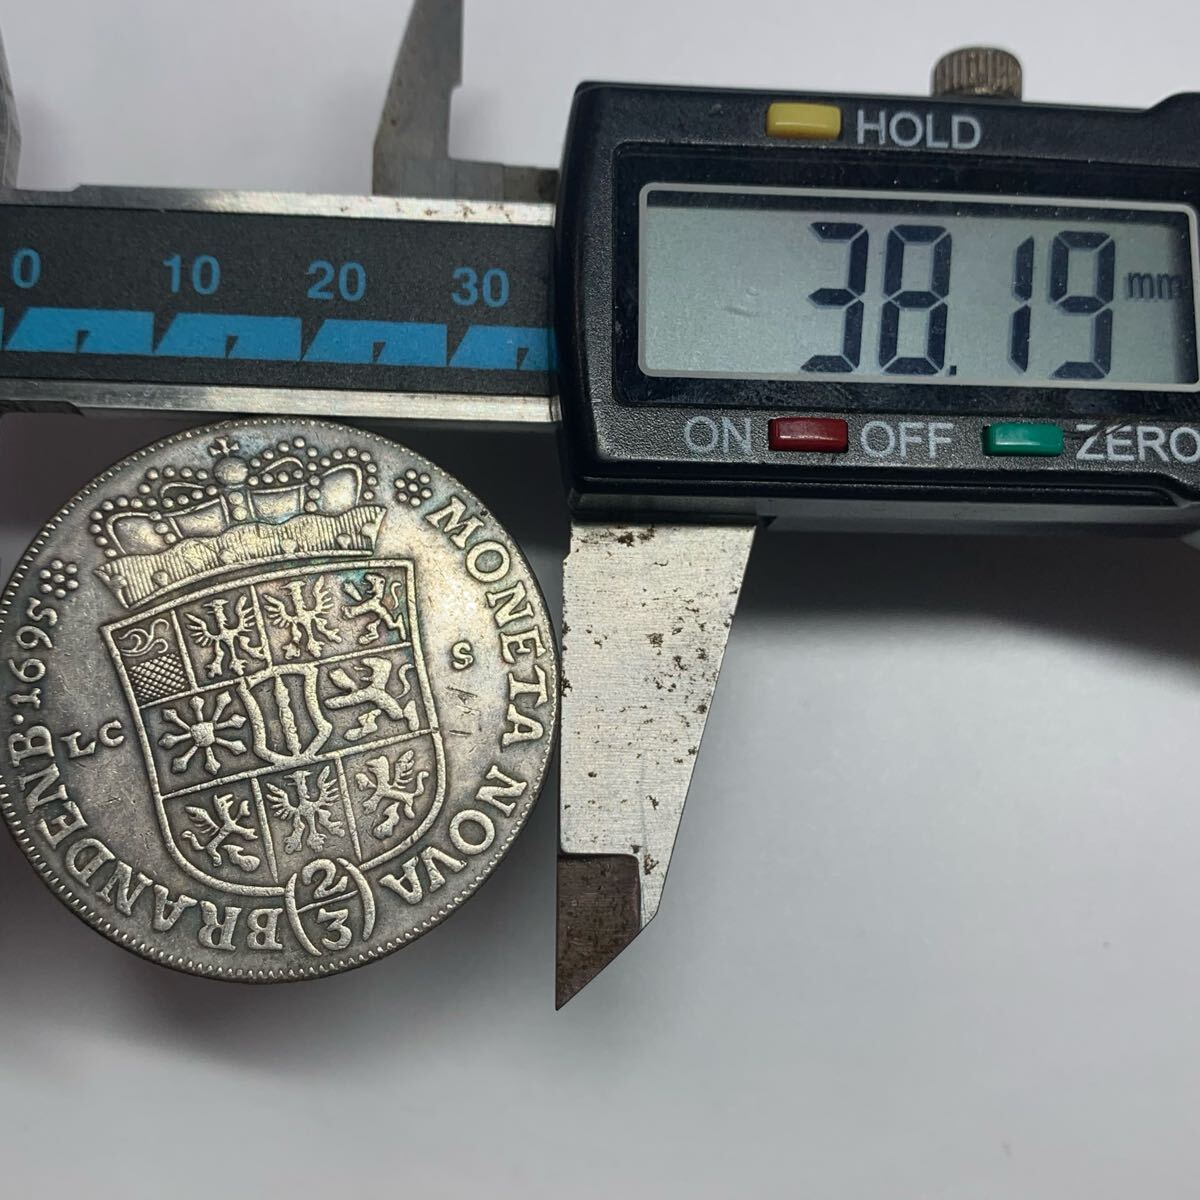 HOLD
38.19 mm
ON OFF ZERO
0 10 20 30
MONETA NOVA
2/3
BRANDENB·1695
LC S